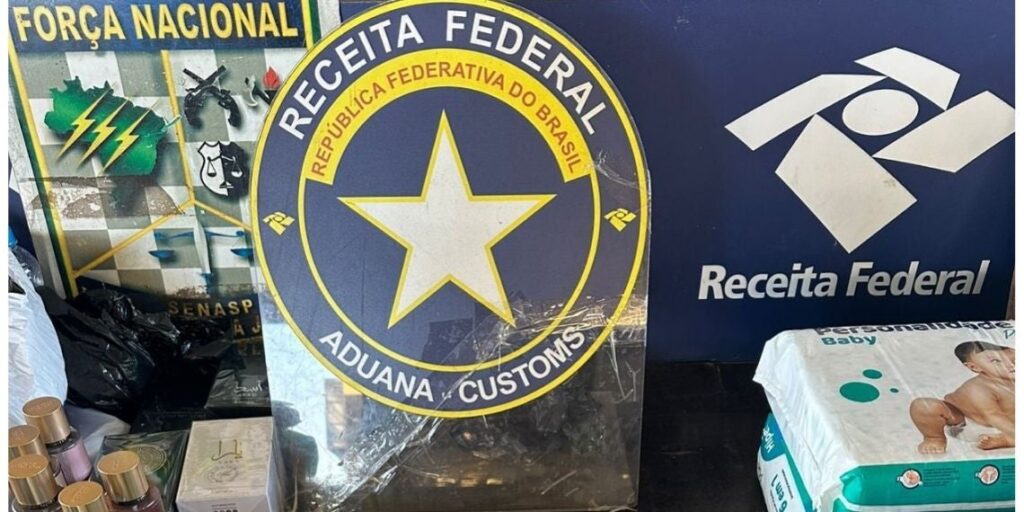 FORÇA NACIONAL
SENASP
RECEITA FEDERAL
REPÚBLICA FEDERATIVA DO BRASIL
ADUANA - CUSTOMS
Receita Federal
Personalidade
Baby